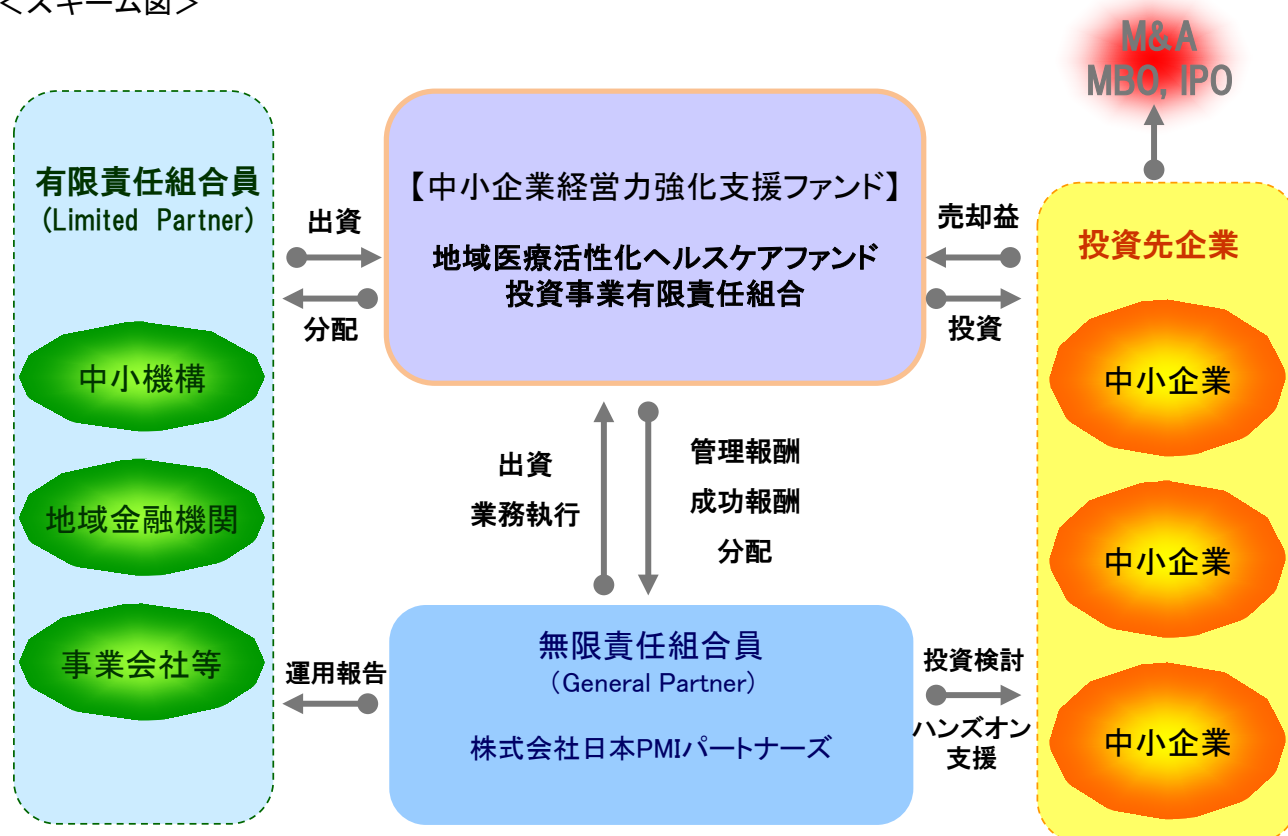 <スキーム図>
M&A
MBO, IPO
有限責任組合員
(Limited Partner)
中小機構
地域金融機関
事業会社等
出資
分配
【中小企業経営力強化支援ファンド】
地域医療活性化ヘルスケアファンド
投資事業有限責任組合
売却益
投資
投資先企業
中小企業
中小企業
中小企業
出資
業務執行
管理報酬
成功報酬
分配
運用報告
無限責任組合員
(General Partner)
株式会社日本PMIパートナーズ
投資検討
ハンズオン
支援